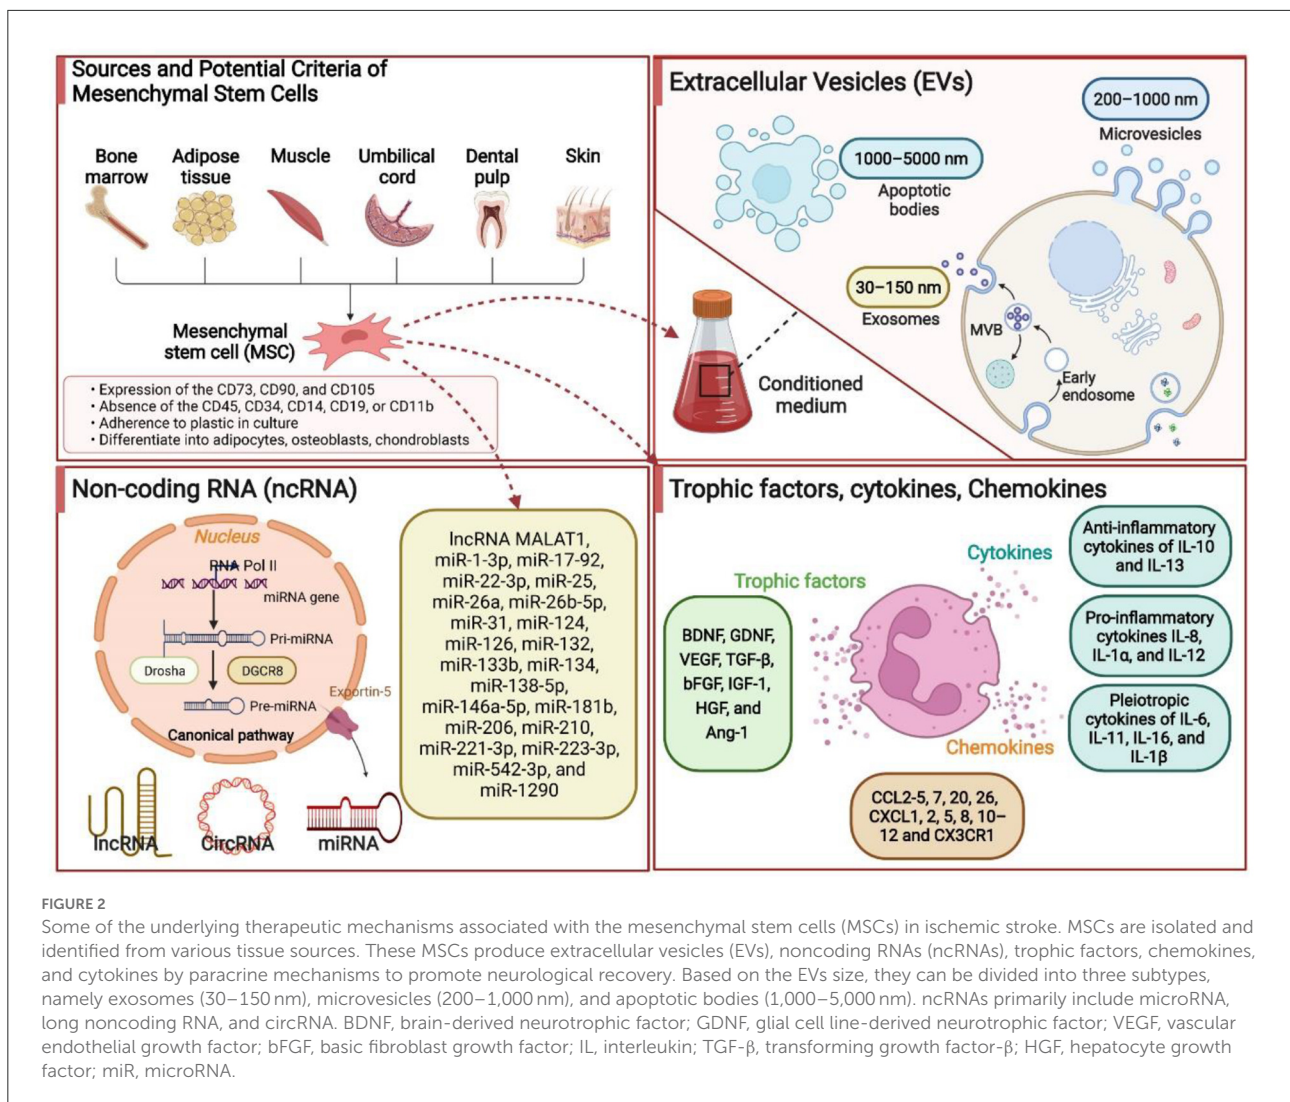 Sources and Potential Criteria of
Mesenchymal Stem Cells
Bone
marrow
Adipose
tissue
Muscle
Umbilical
cord
Dental
pulp
Skin
Mesenchymal
stem cell (MSC)
• Expression of the CD73, CD90, and CD105
• Absence of the CD45, CD34, CD14, CD19, or CD11b
• Adherence to plastic in culture
• Differentiate into adipocytes, osteoblasts, chondroblasts
Extracellular Vesicles (EVs)
200–1000 nm
Microvesicles
1000–5000 nm
Apoptotic
bodies
30–150 nm
Exosomes
MVB
Early
endosome
Conditioned
medium
Non-coding RNA (ncRNA)
Nucleus
RNA Pol II
miRNA gene
Pri-miRNA
Drosha
DGCR8
Exportin-5
Pre-miRNA
Canonical pathway
lncRNA
CircRNA
miRNA
lncRNA MALAT1,
miR-1-3p, miR-17-92,
miR-22-3p, miR-25,
miR-26a, miR-26b-5p,
miR-31, miR-124,
miR-126, miR-132,
miR-133b, miR-134,
miR-138-5p,
miR-146a-5p, miR-181b,
miR-206, miR-210,
miR-221-3p, miR-223-3p,
miR-542-3p, and
miR-1290
Trophic factors, cytokines, Chemokines
Cytokines
Trophic factors
Chemokines
BDNF, GDNF,
VEGF, TGF-β,
bFGF, IGF-1,
HGF, and
Ang-1
Anti-inflammatory
cytokines of IL-10
and IL-13
Pro-inflammatory
cytokines IL-8,
IL-1α, and IL-12
Pleiotropic
cytokines of IL-6,
IL-11, IL-16, and
IL-1β
CCL2-5, 7, 20, 26,
CXCL1, 2, 5, 8, 10–
12 and CX3CR1
FIGURE 2
Some of the underlying therapeutic mechanisms associated with the mesenchymal stem cells (MSCs) in ischemic stroke. MSCs are isolated and
identified from various tissue sources. These MSCs produce extracellular vesicles (EVs), noncoding RNAs (ncRNAs), trophic factors, chemokines,
and cytokines by paracrine mechanisms to promote neurological recovery. Based on the EVs size, they can be divided into three subtypes,
namely exosomes (30–150 nm), microvesicles (200–1,000 nm), and apoptotic bodies (1,000–5,000 nm). ncRNAs primarily include microRNA,
long noncoding RNA, and circRNA. BDNF, brain-derived neurotrophic factor; GDNF, glial cell line-derived neurotrophic factor; VEGF, vascular
endothelial growth factor; bFGF, basic fibroblast growth factor; IL, interleukin; TGF-β, transforming growth factor-β; HGF, hepatocyte growth
factor; miR, microRNA.